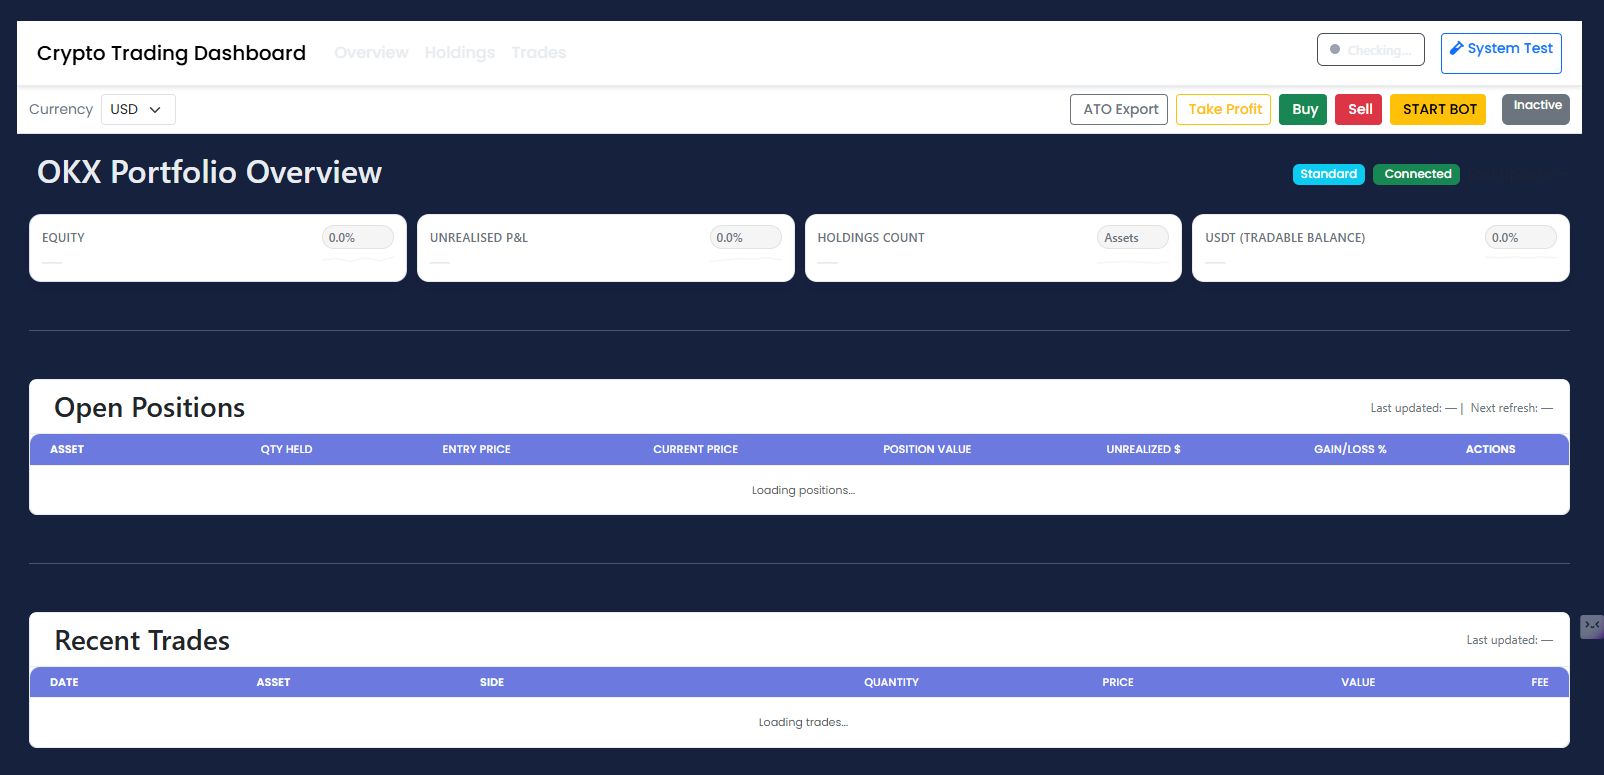 Crypto Trading Dashboard Overview Holdings Trades Checking... System Test
Currency USD ATO Export Take Profit Buy Sell START BOT Inactive
OKX Portfolio Overview Standard Connected
EQUITY 0.0% UNREALISED P&L 0.0% HOLDINGS COUNT Assets USDT (TRADABLE BALANCE) 0.0%
— — — —
Open Positions Last updated: — | Next refresh: —
ASSET QTY HELD ENTRY PRICE CURRENT PRICE POSITION VALUE UNREALIZED $ GAIN/LOSS % ACTIONS
Loading positions...
Recent Trades Last updated: —
DATE ASSET SIDE QUANTITY PRICE VALUE FEE
Loading trades...